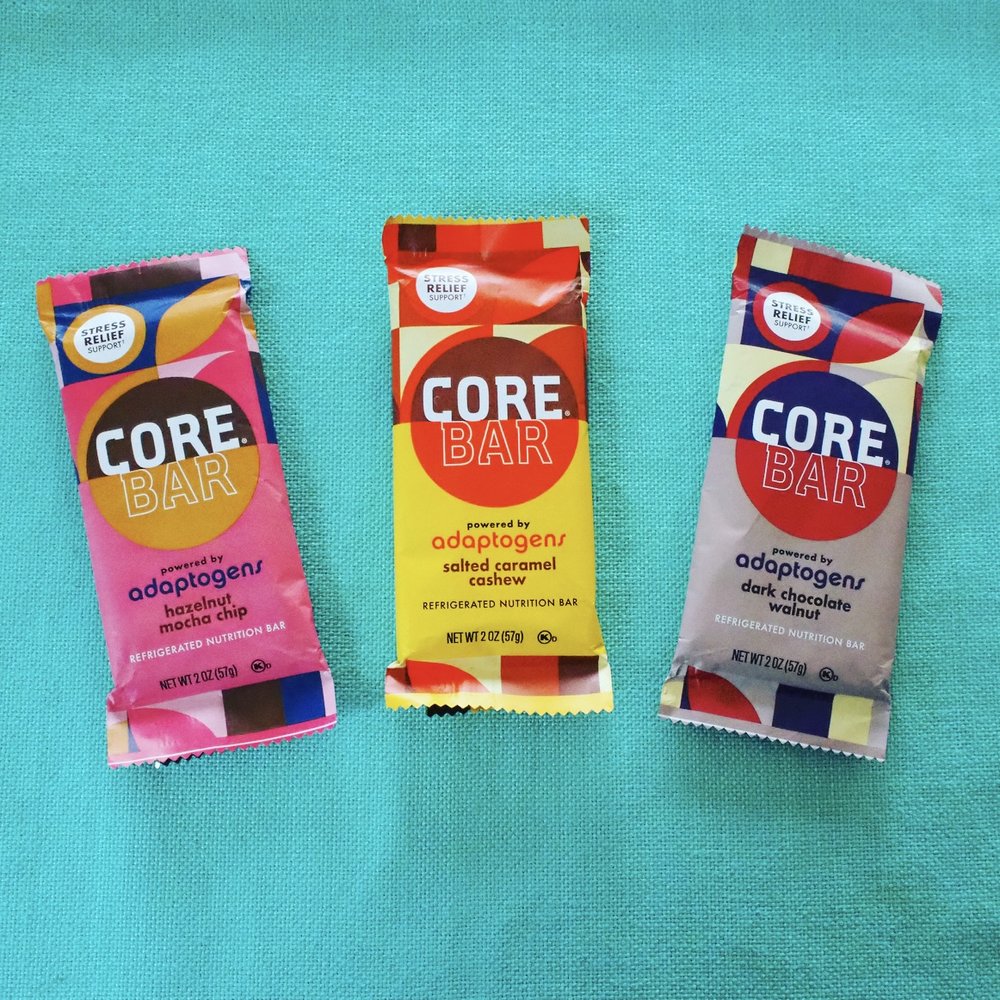 STRESS
RELIEF
SUPPORT†
CORE®
BAR
powered by
adaptogens
hazelnut
mocha chip
REFRIGERATED NUTRITION BAR
NET WT 2 OZ (57g) K D
STRESS
RELIEF
SUPPORT†
CORE®
BAR
powered by
adaptogens
salted caramel
cashew
REFRIGERATED NUTRITION BAR
NET WT 2 OZ (57g) K D
STRESS
RELIEF
SUPPORT†
CORE®
BAR
powered by
adaptogens
dark chocolate
walnut
REFRIGERATED NUTRITION BAR
NET WT 2 OZ (57g) K D